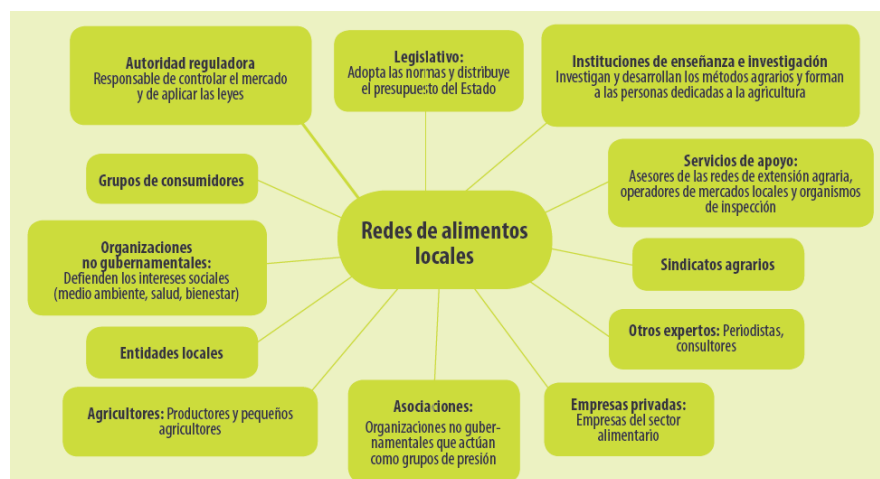 Autoridad reguladora
Responsable de controlar el mercado
y de aplicar las leyes
Legislativo:
Adopta las normas y distribuye
el presupuesto del Estado
Instituciones de enseñanza e investigación
Investigan y desarrollan los métodos agrarios y forman
a las personas dedicadas a la agricultura
Grupos de consumidores
Servicios de apoyo:
Asesores de las redes de extensión agraria,
operadores de mercados locales y organismos
de inspección
Redes de alimentos
locales
Organizaciones
no gubernamentales:
Defienden los intereses sociales
(medio ambiente, salud, bienestar)
Sindicatos agrarios
Entidades locales
Otros expertos: Periodistas,
consultores
Agricultores: Productores y pequeños
agricultores
Asociaciones:
Organizaciones no guber-
namentales que actúan
como grupos de presión
Empresas privadas:
Empresas del sector
alimentario